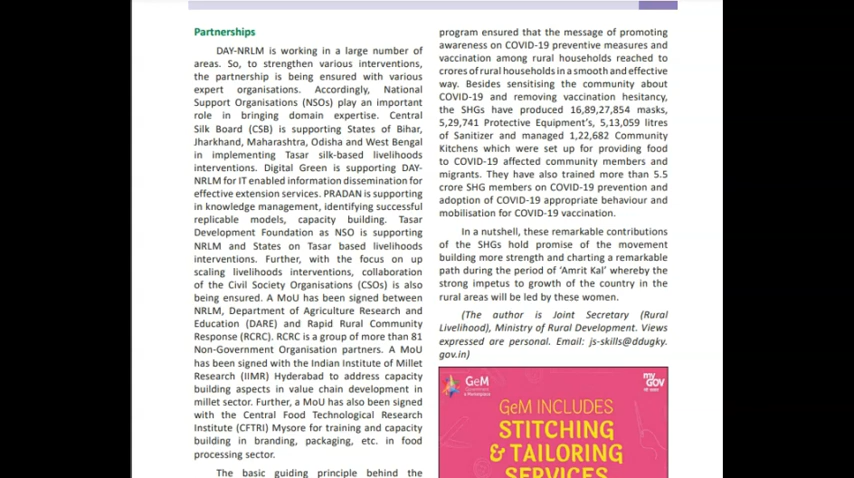 Partnerships
DAY-NRLM is working in a large number of
areas. So, to strengthen various interventions,
the partnership is being ensured with various
expert organisations. Accordingly, National
Support Organisations (NSOs) play an important
role in bringing domain expertise. Central
Silk Board (CSB) is supporting States of Bihar,
Jharkhand, Maharashtra, Odisha and West Bengal
in implementing Tasar silk-based livelihoods
interventions. Digital Green is supporting DAY-
NRLM for IT enabled information dissemination for
effective extension services. PRADAN is supporting
in knowledge management, identifying successful
replicable models, capacity building. Tasar
Development Foundation as NSO is supporting
NRLM and States on Tasar based livelihoods
interventions. Further, with the focus on up
scaling livelihoods interventions, collaboration
of the Civil Society Organisations (CSOs) is also
being ensured. A MoU has been signed between
NRLM, Department of Agriculture Research and
Education (DARE) and Rapid Rural Community
Response (RCRC). RCRC is a group of more than 81
Non-Government Organisation partners. A MoU
has been signed with the Indian Institute of Millet
Research (IIMR) Hyderabad to address capacity
building aspects in value chain development in
millet sector. Further, a MoU has also been signed
with the Central Food Technological Research
Institute (CFTRI) Mysore for training and capacity
building in branding, packaging, etc. in food
processing sector.
The basic guiding principle behind the
program ensured that the message of promoting
awareness on COVID-19 preventive measures and
vaccination among rural households reached to
crores of rural households in a smooth and effective
way. Besides sensitising the community about
COVID-19 and removing vaccination hesitancy,
the SHGs have produced 16,89,27,854 masks,
5,29,741 Protective Equipment's, 5,13,059 litres
of Sanitizer and managed 1,22,682 Community
Kitchens which were set up for providing food
to COVID-19 affected community members and
migrants. They have also trained more than 5.5
crore SHG members on COVID-19 prevention and
adoption of COVID-19 appropriate behaviour and
mobilisation for COVID-19 vaccination.
In a nutshell, these remarkable contributions
of the SHGs hold promise of the movement
building more strength and charting a remarkable
path during the period of 'Amrit Kal' whereby the
strong impetus to growth of the country in the
rural areas will be led by these women.
(The author is Joint Secretary (Rural
Livelihood), Ministry of Rural Development. Views
expressed are personal. Email: js-skills@ddugky.
gov.in)
GeM
Government
e Marketplace
my
GOV
GeM INCLUDES
STITCHING
& TAILORING
SERVICES